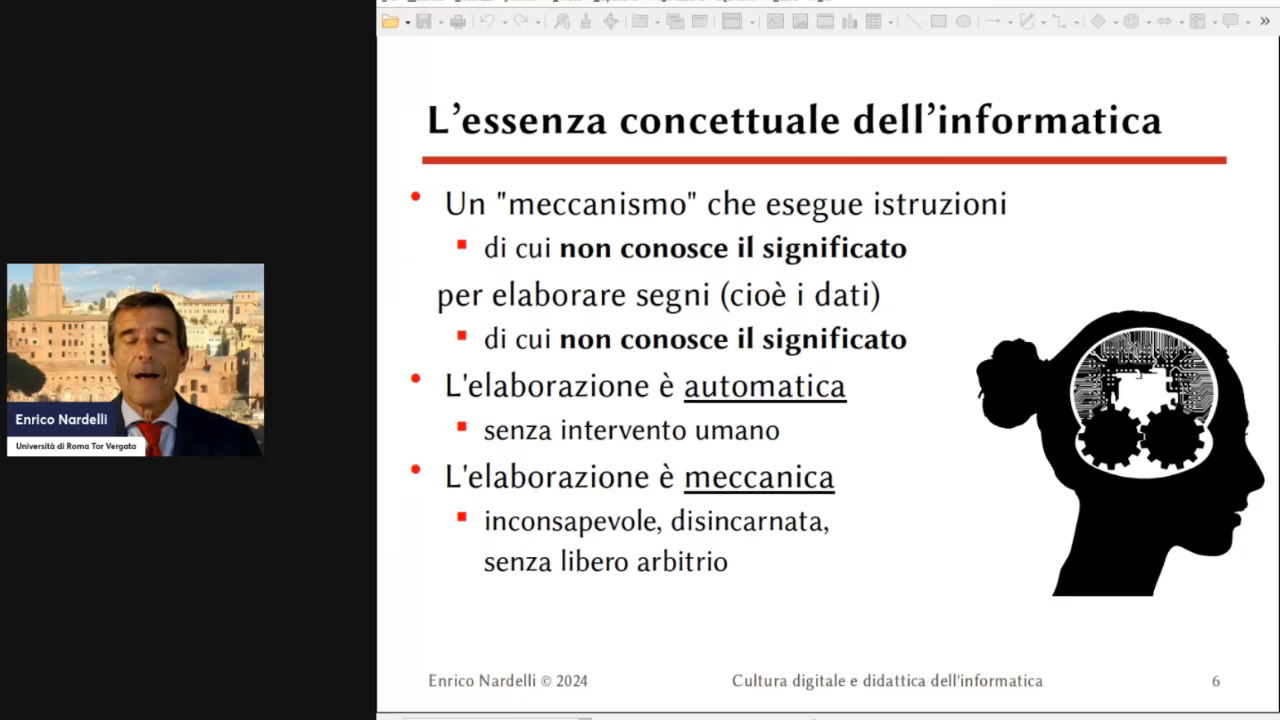 L’essenza concettuale dell’informatica
Un "meccanismo" che esegue istruzioni
di cui non conosce il significato
per elaborare segni (cioè i dati)
di cui non conosce il significato
L'elaborazione è automatica
senza intervento umano
L'elaborazione è meccanica
inconsapevole, disincarnata,
senza libero arbitrio
Enrico Nardelli
Università di Roma Tor Vergata
Enrico Nardelli © 2024
Cultura digitale e didattica dell'informatica
6